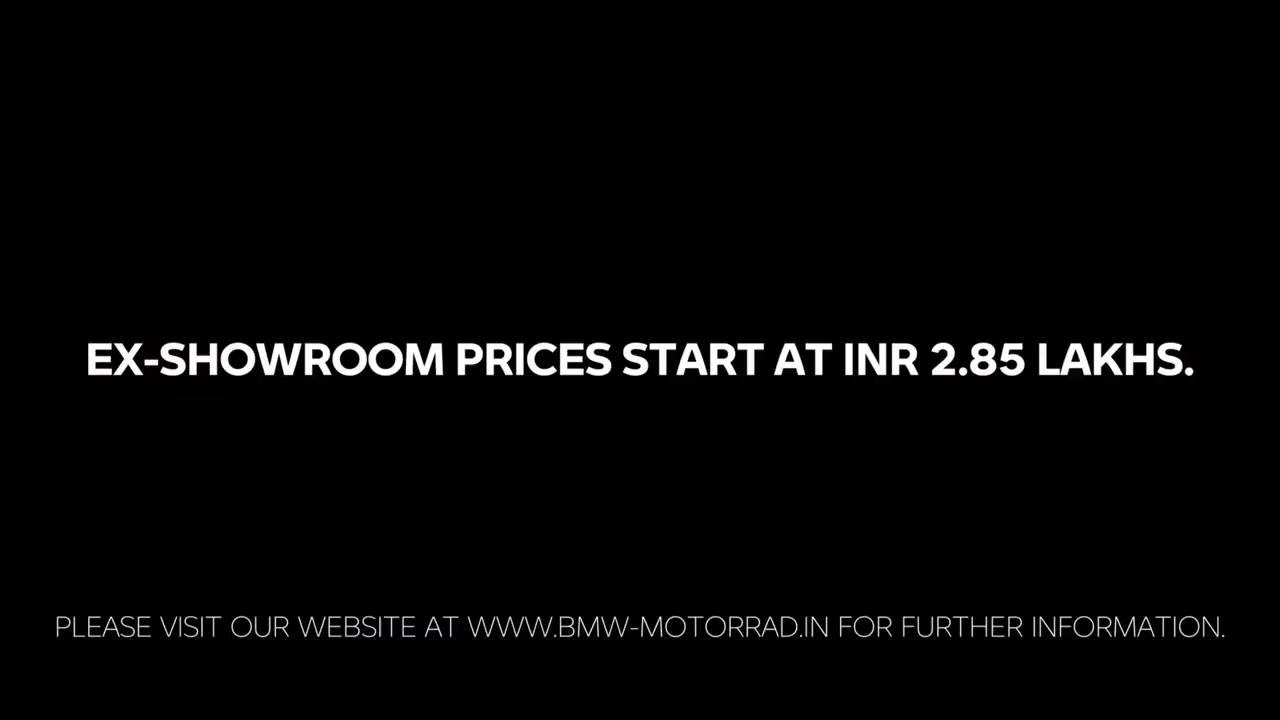 EX-SHOWROOM PRICES START AT INR 2.85 LAKHS.
PLEASE VISIT OUR WEBSITE AT WWW.BMW-MOTORRAD.IN FOR FURTHER INFORMATION.